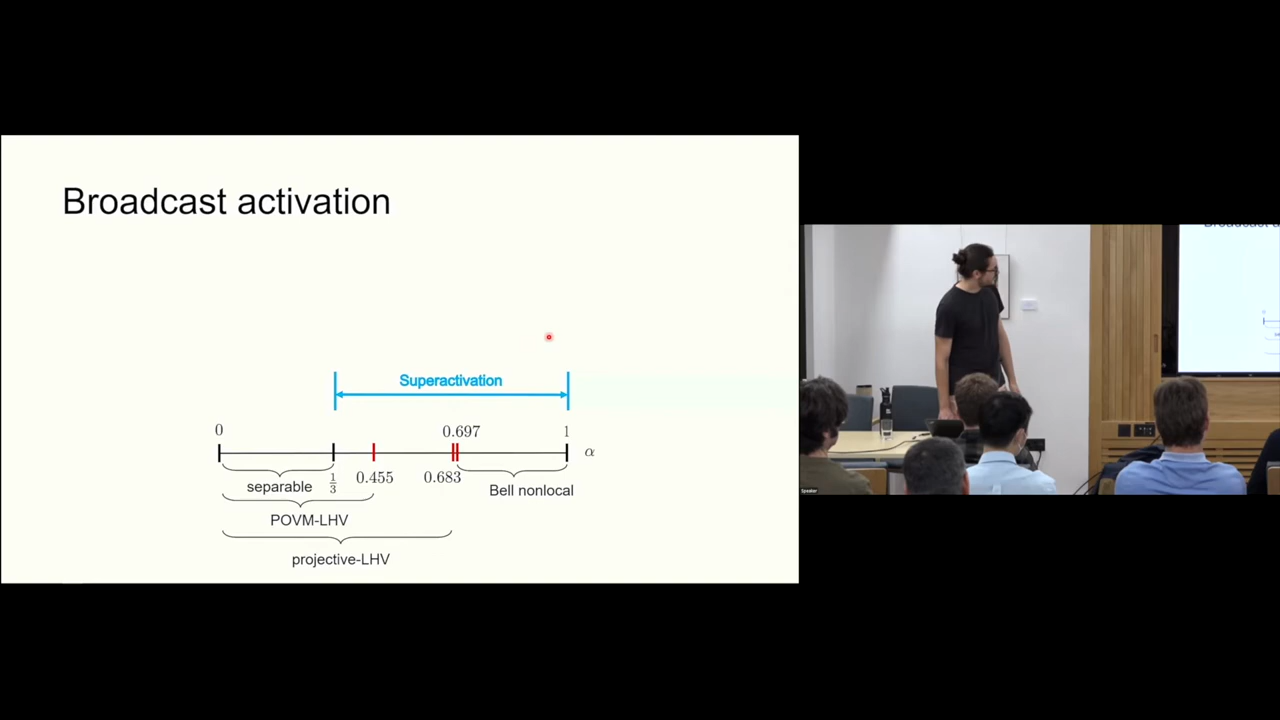 Broadcast activation
Superactivation
0
0.697
1
α
separable
1/3
0.455
0.683
Bell nonlocal
POVM-LHV
projective-LHV
Speaker